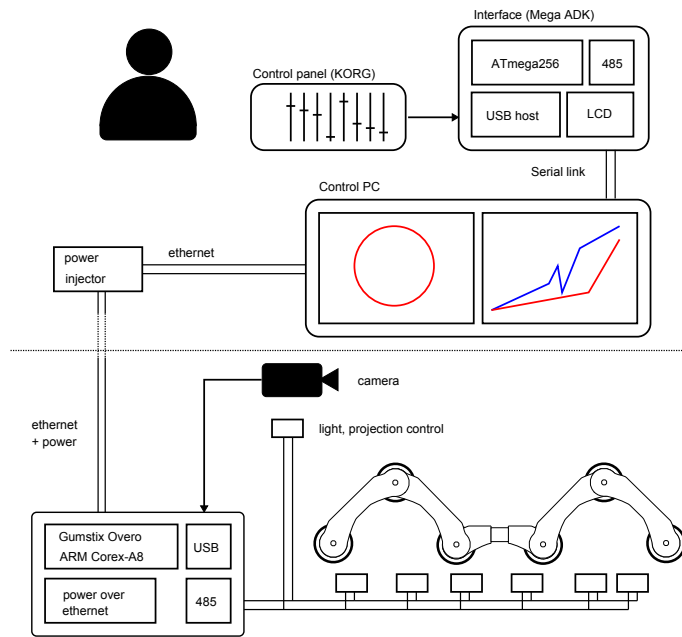 Interface (Mega ADK)
ATmega256
485
Control panel (KORG)
USB host
LCD
Serial link
Control PC
ethernet
power
injector
camera
ethernet
+ power
light, projection control
Gumstix Overo
ARM Corex-A8
USB
power over
ethernet
485